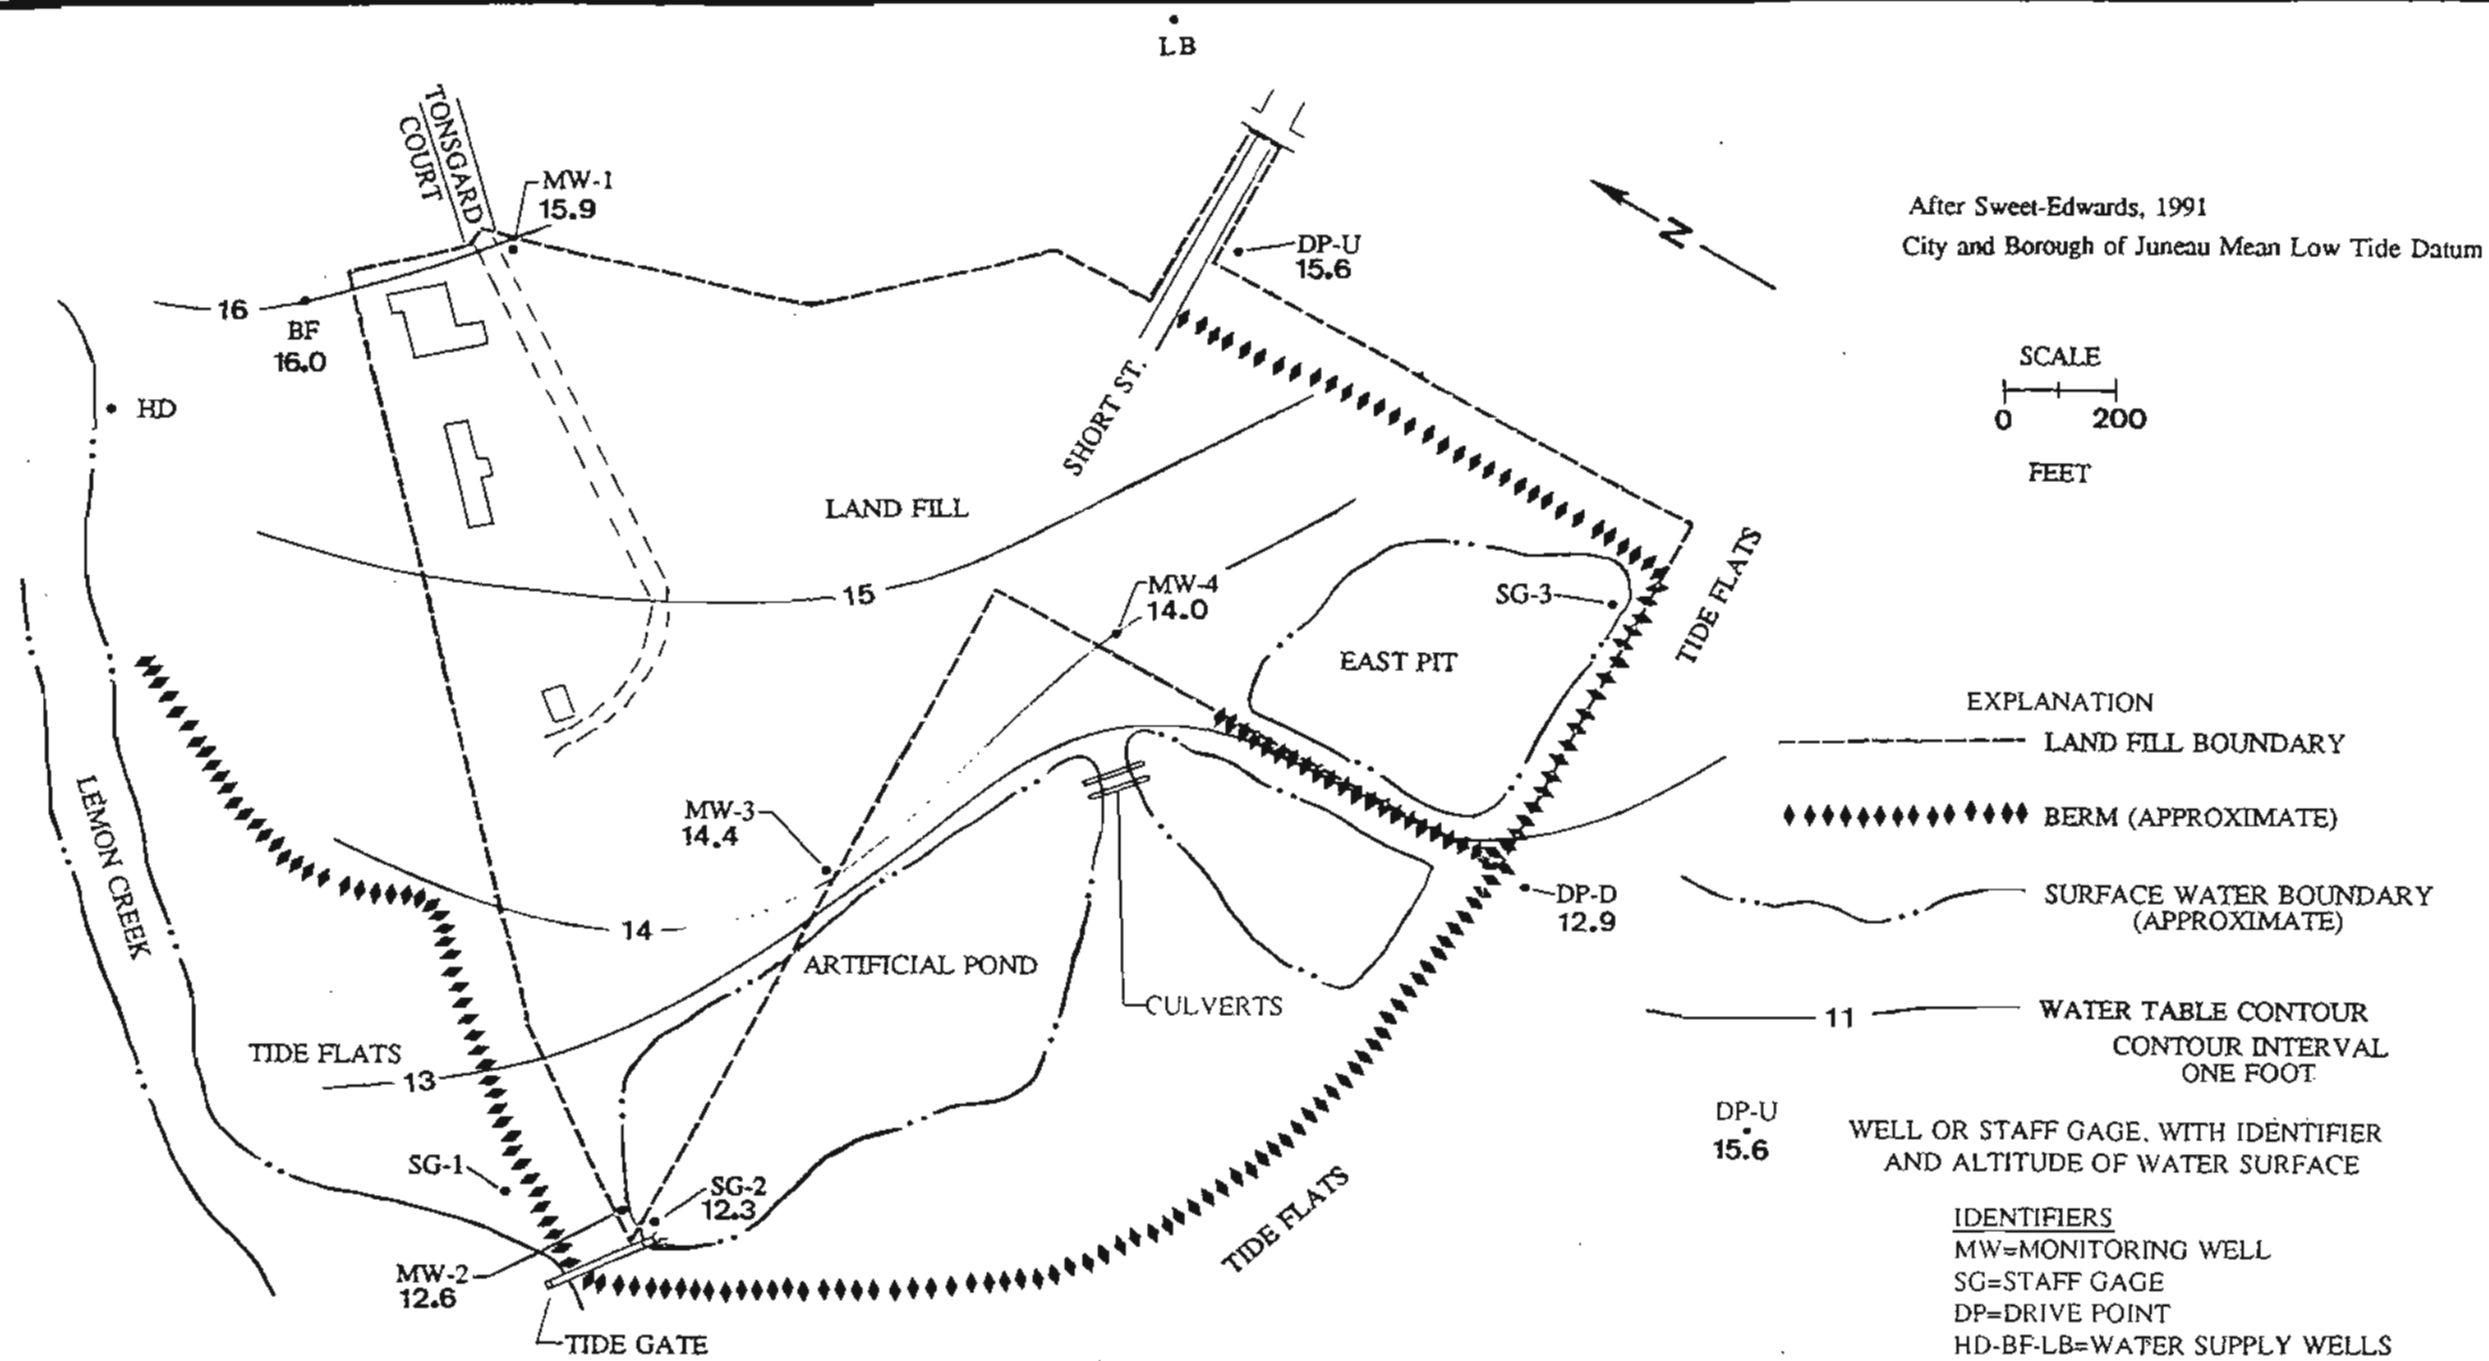 LB
TONSGARD
COURT
MW-1
15.9
DP-U
15.6
N
After Sweet-Edwards, 1991
City and Borough of Juneau Mean Low Tide Datum
16
BF
16.0
HD
SHORT ST.
SCALE
0 200
FEET
LAND FILL
15
MW-4
14.0
SG-3
TIDE FLATS
EAST PIT
LEMON CREEK
MW-3
14.4
14
ARTIFICIAL POND
CULVERTS
DP-D
12.9
TIDE FLATS
13
SG-1
SG-2
12.3
MW-2
12.6
TIDE GATE
TIDE FLATS
EXPLANATION
LAND FILL BOUNDARY
BERM (APPROXIMATE)
SURFACE WATER BOUNDARY
(APPROXIMATE)
11
WATER TABLE CONTOUR
CONTOUR INTERVAL
ONE FOOT
DP-U
15.6
WELL OR STAFF GAGE. WITH IDENTIFIER
AND ALTITUDE OF WATER SURFACE
IDENTIFIERS
MW=MONITORING WELL
SG=STAFF GAGE
DP=DRIVE POINT
HD-BF-LB=WATER SUPPLY WELLS